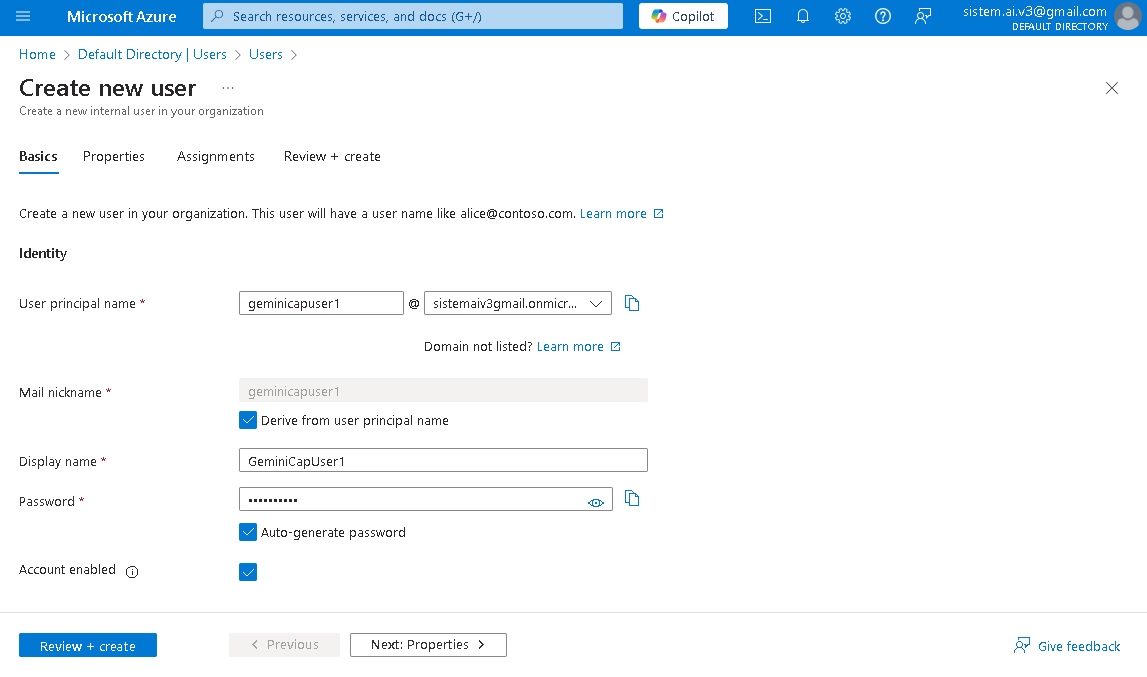 Microsoft Azure
Search resources, services, and docs (G+/)
Copilot
sistem.ai.v3@gmail.com
DEFAULT DIRECTORY
Home > Default Directory | Users > Users >
Create new user ...
Create a new internal user in your organization
Basics Properties Assignments Review + create
Create a new user in your organization. This user will have a user name like alice@contoso.com. Learn more
Identity
User principal name * geminicapuser1 @ sistemaiv3gmail.onmicr...
Domain not listed? Learn more
Mail nickname * geminicapuser1
Derive from user principal name
Display name * GeminiCapUser1
Password * ••••••••••
Auto-generate password
Account enabled
Review + create < Previous Next: Properties > Give feedback